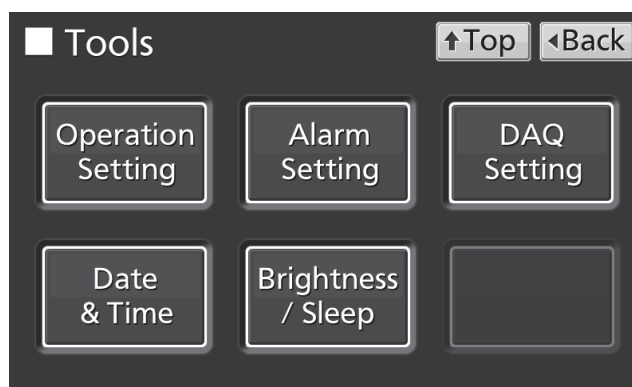 Tools
Top
Back
Operation
Setting
Alarm
Setting
DAQ
Setting
Date
& Time
Brightness
/ Sleep